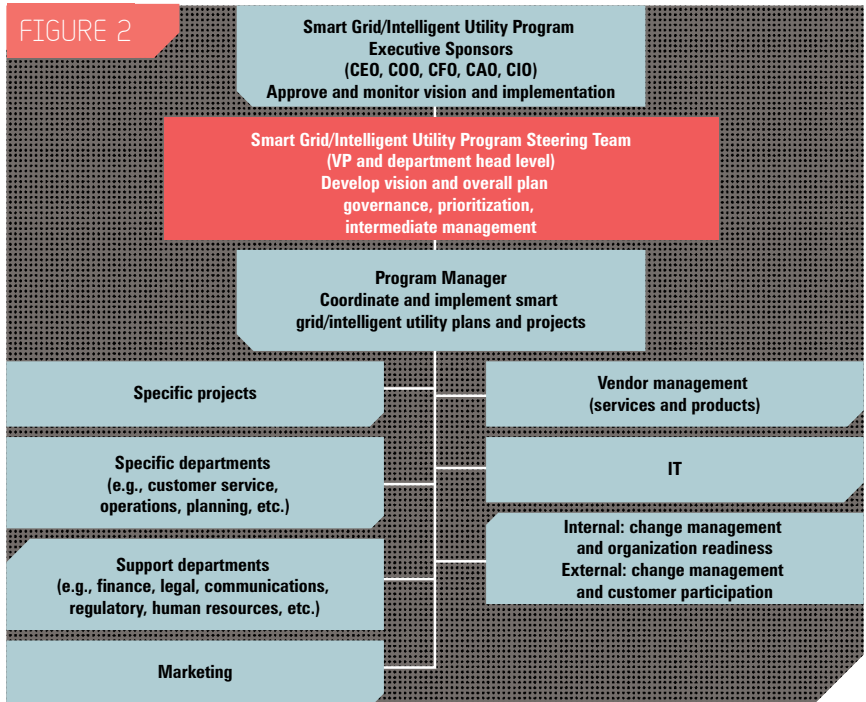 FIGURE 2
Smart Grid/Intelligent Utility Program
Executive Sponsors
(CEO, COO, CFO, CAO, CIO)
Approve and monitor vision and implementation
Smart Grid/Intelligent Utility Program Steering Team
(VP and department head level)
Develop vision and overall plan
governance, prioritization,
intermediate management
Program Manager
Coordinate and implement smart
grid/intelligent utility plans and projects
Specific projects
Specific departments
(e.g., customer service,
operations, planning, etc.)
Support departments
(e.g., finance, legal, communications,
regulatory, human resources, etc.)
Marketing
Vendor management
(services and products)
IT
Internal: change management
and organization readiness
External: change management
and customer participation